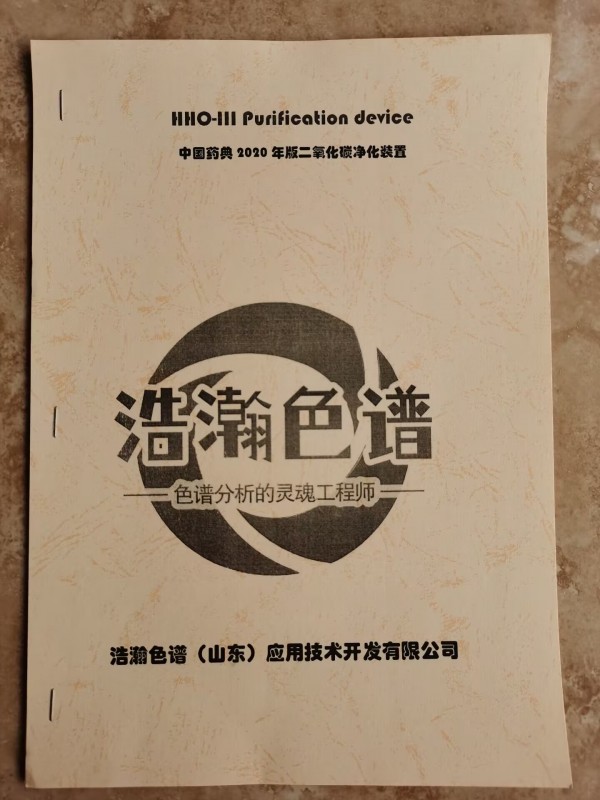 HHO-III Purification device
中国药典 2020 年版二氧化碳净化装置
浩瀚色谱
色谱分析的灵魂工程师
浩瀚色谱（山东）应用技术开发有限公司